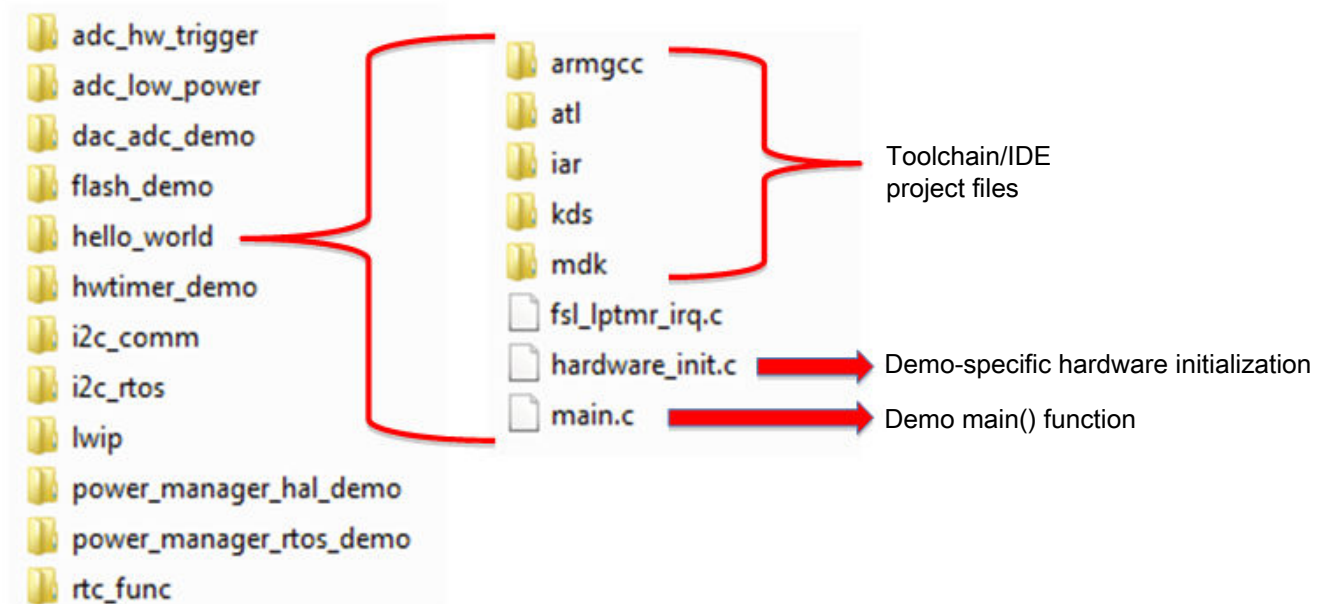 adc_hw_trigger
adc_low_power
dac_adc_demo
flash_demo
hello_world
hwtimer_demo
i2c_comm
i2c_rtos
lwip
power_manager_hal_demo
power_manager_rtos_demo
rtc_func
armgcc
atl
iar
kds
mdk
fsl_lptmr_irq.c
hardware_init.c
main.c
Toolchain/IDE
project files
Demo-specific hardware initialization
Demo main() function